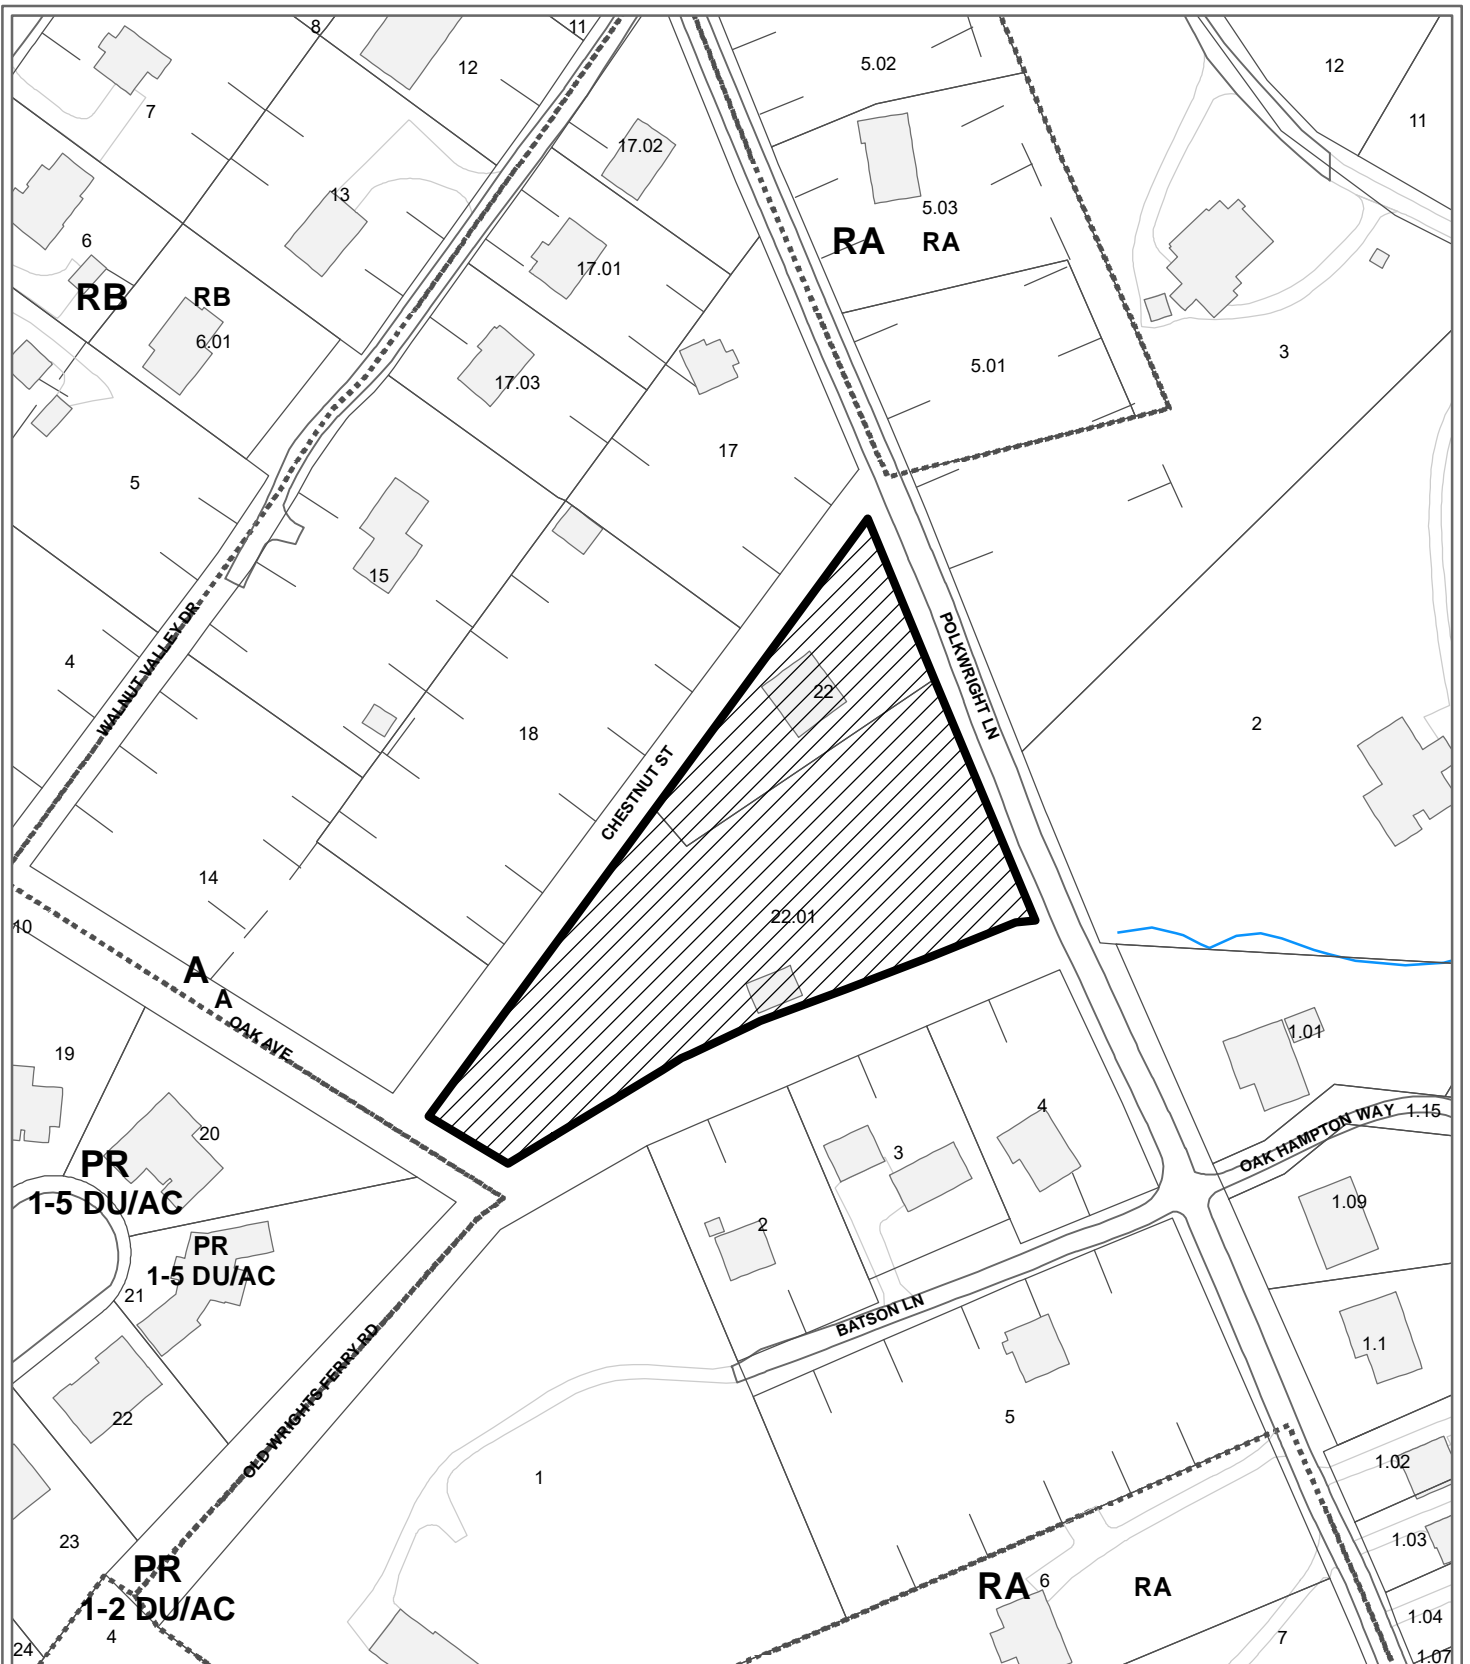 8
11
12
5.02
12
11
7
17.02
13
5.03
RA
RA
6
17.01
RB
RB
6.01
17.03
5.01
3
17
5
15
4
WALNUT VALLEY DR
22
POLKWRIGHT LN
18
2
CHESTNUT ST
14
22.01
10
A
A
OAK AVE
19
1.01
20
4
1.15
OAK HAMPTON WAY
3
PR
1-5 DU/AC
1.09
2
PR
1-5 DU/AC
21
BATSON LN
1.1
OLD WRIGHTS FERRY RD
22
5
1.02
1
23
1.03
PR
1-2 DU/AC
RA
6
RA
1.04
4
7
24
1.07